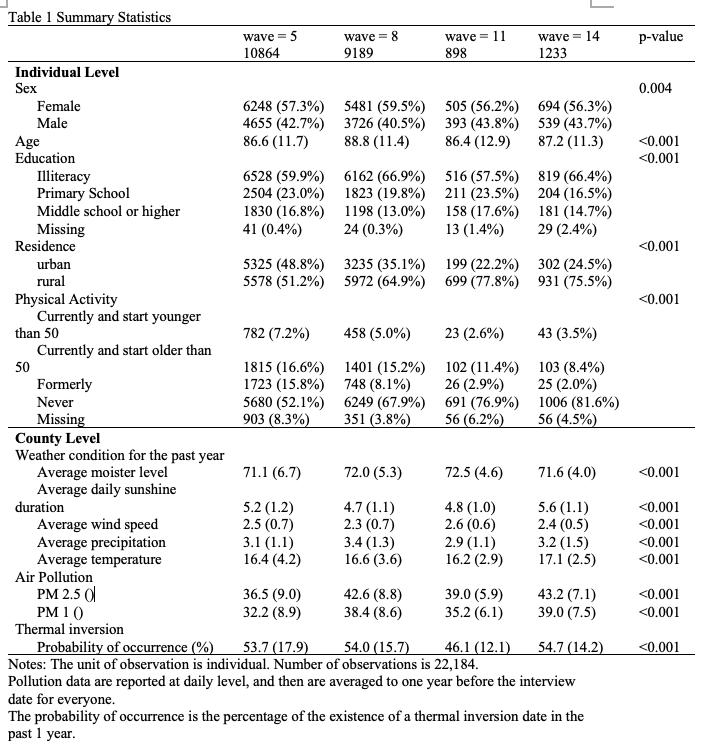 Table 1 Summary Statistics
wave = 5 wave = 8 wave = 11 wave = 14 p-value
10864 9189 898 1233
Individual Level
Sex 0.004
Female 6248 (57.3%) 5481 (59.5%) 505 (56.2%) 694 (56.3%)
Male 4655 (42.7%) 3726 (40.5%) 393 (43.8%) 539 (43.7%)
Age 86.6 (11.7) 88.8 (11.4) 86.4 (12.9) 87.2 (11.3) <0.001
Education <0.001
Illiteracy 6528 (59.9%) 6162 (66.9%) 516 (57.5%) 819 (66.4%)
Primary School 2504 (23.0%) 1823 (19.8%) 211 (23.5%) 204 (16.5%)
Middle school or higher 1830 (16.8%) 1198 (13.0%) 158 (17.6%) 181 (14.7%)
Missing 41 (0.4%) 24 (0.3%) 13 (1.4%) 29 (2.4%)
Residence <0.001
urban 5325 (48.8%) 3235 (35.1%) 199 (22.2%) 302 (24.5%)
rural 5578 (51.2%) 5972 (64.9%) 699 (77.8%) 931 (75.5%)
Physical Activity <0.001
Currently and start younger
than 50 782 (7.2%) 458 (5.0%) 23 (2.6%) 43 (3.5%)
Currently and start older than
50 1815 (16.6%) 1401 (15.2%) 102 (11.4%) 103 (8.4%)
Formerly 1723 (15.8%) 748 (8.1%) 26 (2.9%) 25 (2.0%)
Never 5680 (52.1%) 6249 (67.9%) 691 (76.9%) 1006 (81.6%)
Missing 903 (8.3%) 351 (3.8%) 56 (6.2%) 56 (4.5%)
County Level
Weather condition for the past year
Average moister level 71.1 (6.7) 72.0 (5.3) 72.5 (4.6) 71.6 (4.0) <0.001
Average daily sunshine
duration 5.2 (1.2) 4.7 (1.1) 4.8 (1.0) 5.6 (1.1) <0.001
Average wind speed 2.5 (0.7) 2.3 (0.7) 2.6 (0.6) 2.4 (0.5) <0.001
Average precipitation 3.1 (1.1) 3.4 (1.3) 2.9 (1.1) 3.2 (1.5) <0.001
Average temperature 16.4 (4.2) 16.6 (3.6) 16.2 (2.9) 17.1 (2.5) <0.001
Air Pollution
PM 2.5 () 36.5 (9.0) 42.6 (8.8) 39.0 (5.9) 43.2 (7.1) <0.001
PM 1 () 32.2 (8.9) 38.4 (8.6) 35.2 (6.1) 39.0 (7.5) <0.001
Thermal inversion
Probability of occurrence (%) 53.7 (17.9) 54.0 (15.7) 46.1 (12.1) 54.7 (14.2) <0.001
Notes: The unit of observation is individual. Number of observations is 22,184.
Pollution data are reported at daily level, and then are averaged to one year before the interview
date for everyone.
The probability of occurrence is the percentage of the existence of a thermal inversion date in the
past 1 year.